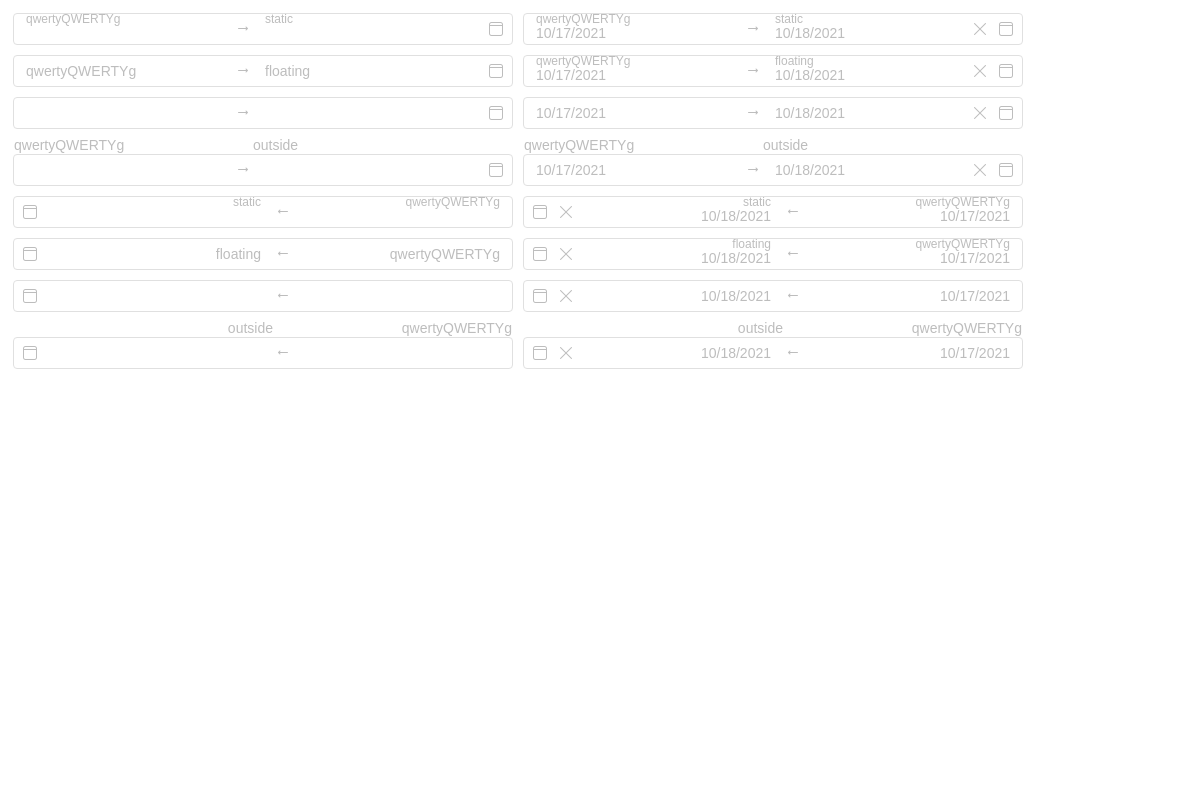 qwertyQWERTYg → static qwertyQWERTYg → static
10/17/2021 10/18/2021
qwertyQWERTYg → floating qwertyQWERTYg → floating
10/17/2021 10/18/2021
→ 10/17/2021 → 10/18/2021
qwertyQWERTYg outside qwertyQWERTYg outside
→ 10/17/2021 → 10/18/2021
static ← qwertyQWERTYg static ← qwertyQWERTYg
10/18/2021 10/17/2021
floating ← qwertyQWERTYg floating ← qwertyQWERTYg
10/18/2021 10/17/2021
← 10/18/2021 ← 10/17/2021
outside qwertyQWERTYg outside qwertyQWERTYg
← 10/18/2021 ← 10/17/2021